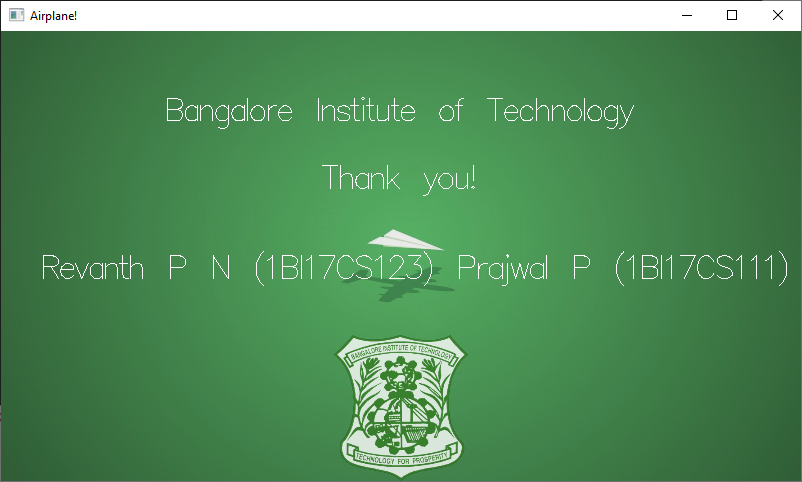 Airplane!
Bangalore Institute of Technology
Thank you!
Revanth P N (1BI17CS123) Prajwal P (1BI17CS111)
BANGALORE INSTITUTE OF TECHNOLOGY
TECHNOLOGY FOR PROSPERITY